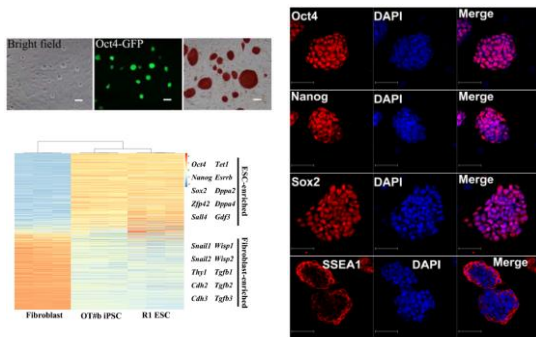 Bright field
Oct4-GFP
Oct4 Tet1
Nanog Esrrb
Sox2 Dppa2
Zfp42 Dppa4
Sall4 Gdf3
ESC-enriched
Snail1 Wisp1
Snail2 Wisp2
Thy1 Tgfb1
Cdh2 Tgfb2
Cdh3 Tgfb3
Fibroblast-enriched
Fibroblast OT#b iPSC R1 ESC
Oct4 DAPI Merge
Nanog DAPI Merge
Sox2 DAPI Merge
SSEA1 DAPI Merge